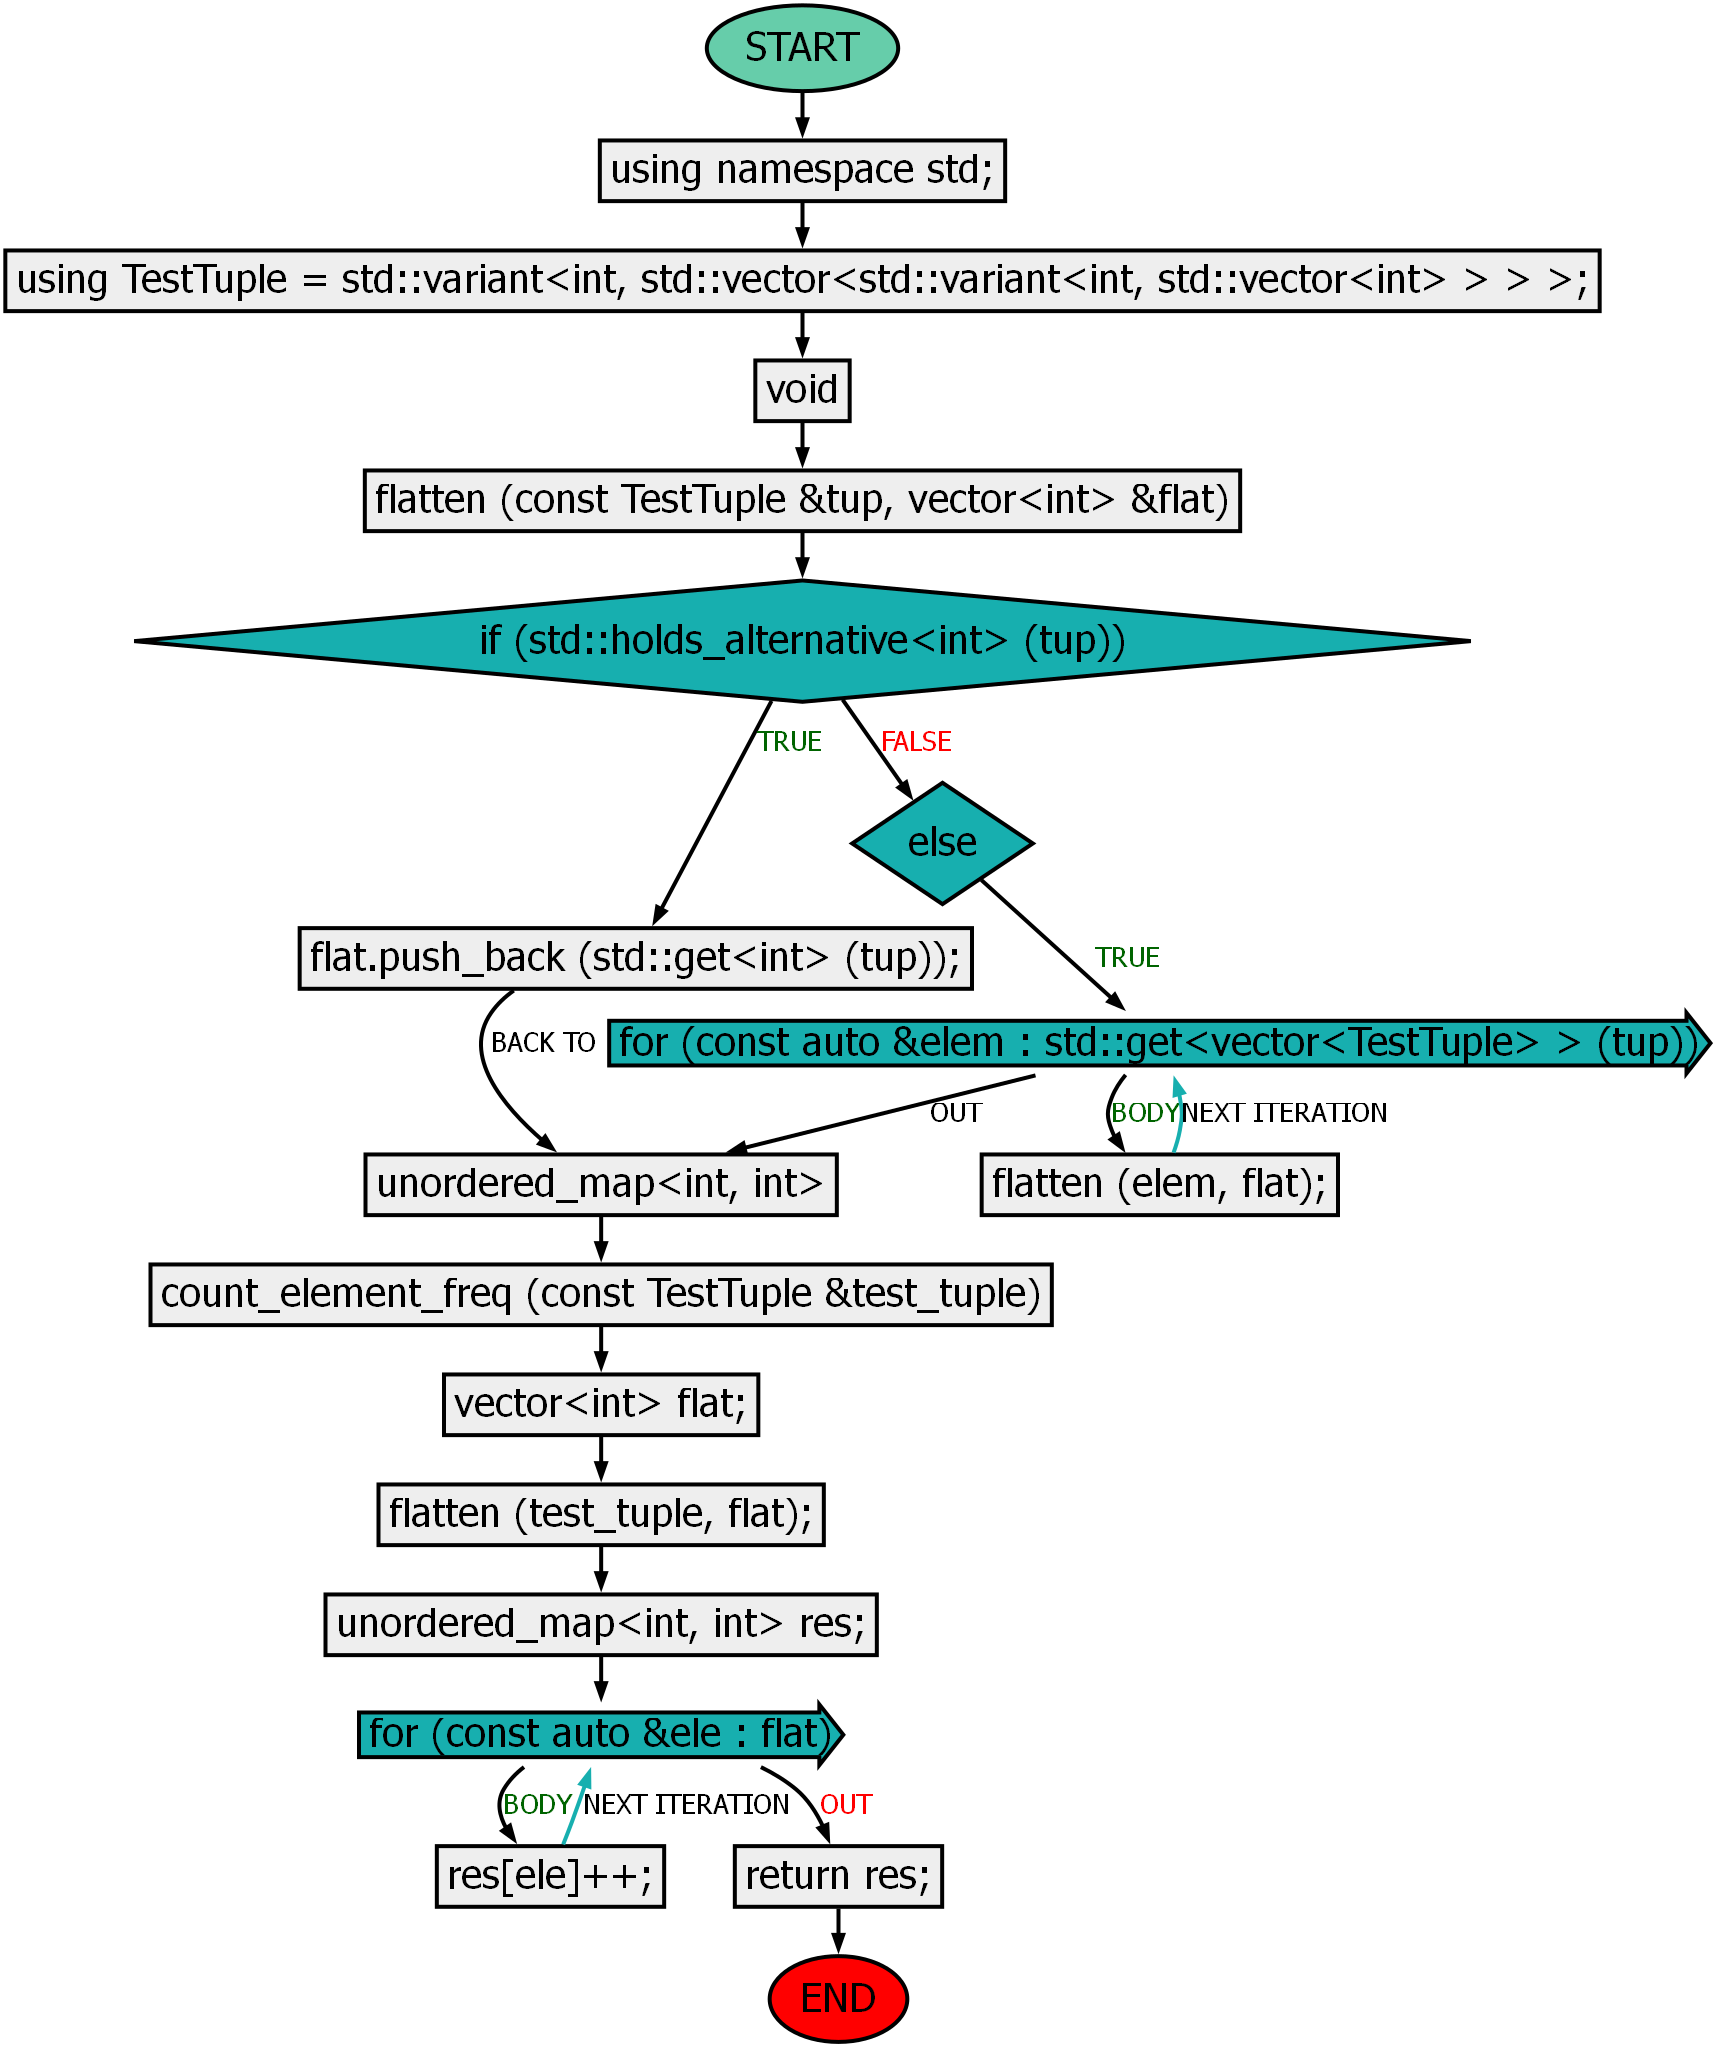 START
using namespace std;
using TestTuple = std::variant<int, std::vector<std::variant<int, std::vector<int> > > >;
void
flatten (const TestTuple &tup, vector<int> &flat)
if (std::holds_alternative<int> (tup))
TRUE
FALSE
else
flat.push_back (std::get<int> (tup));
TRUE
BACK TO
for (const auto &elem : std::get<vector<TestTuple> > (tup))
OUT
BODY
NEXT ITERATION
unordered_map<int, int>
flatten (elem, flat);
count_element_freq (const TestTuple &test_tuple)
vector<int> flat;
flatten (test_tuple, flat);
unordered_map<int, int> res;
for (const auto &ele : flat)
BODY
NEXT ITERATION
OUT
res[ele]++;
return res;
END